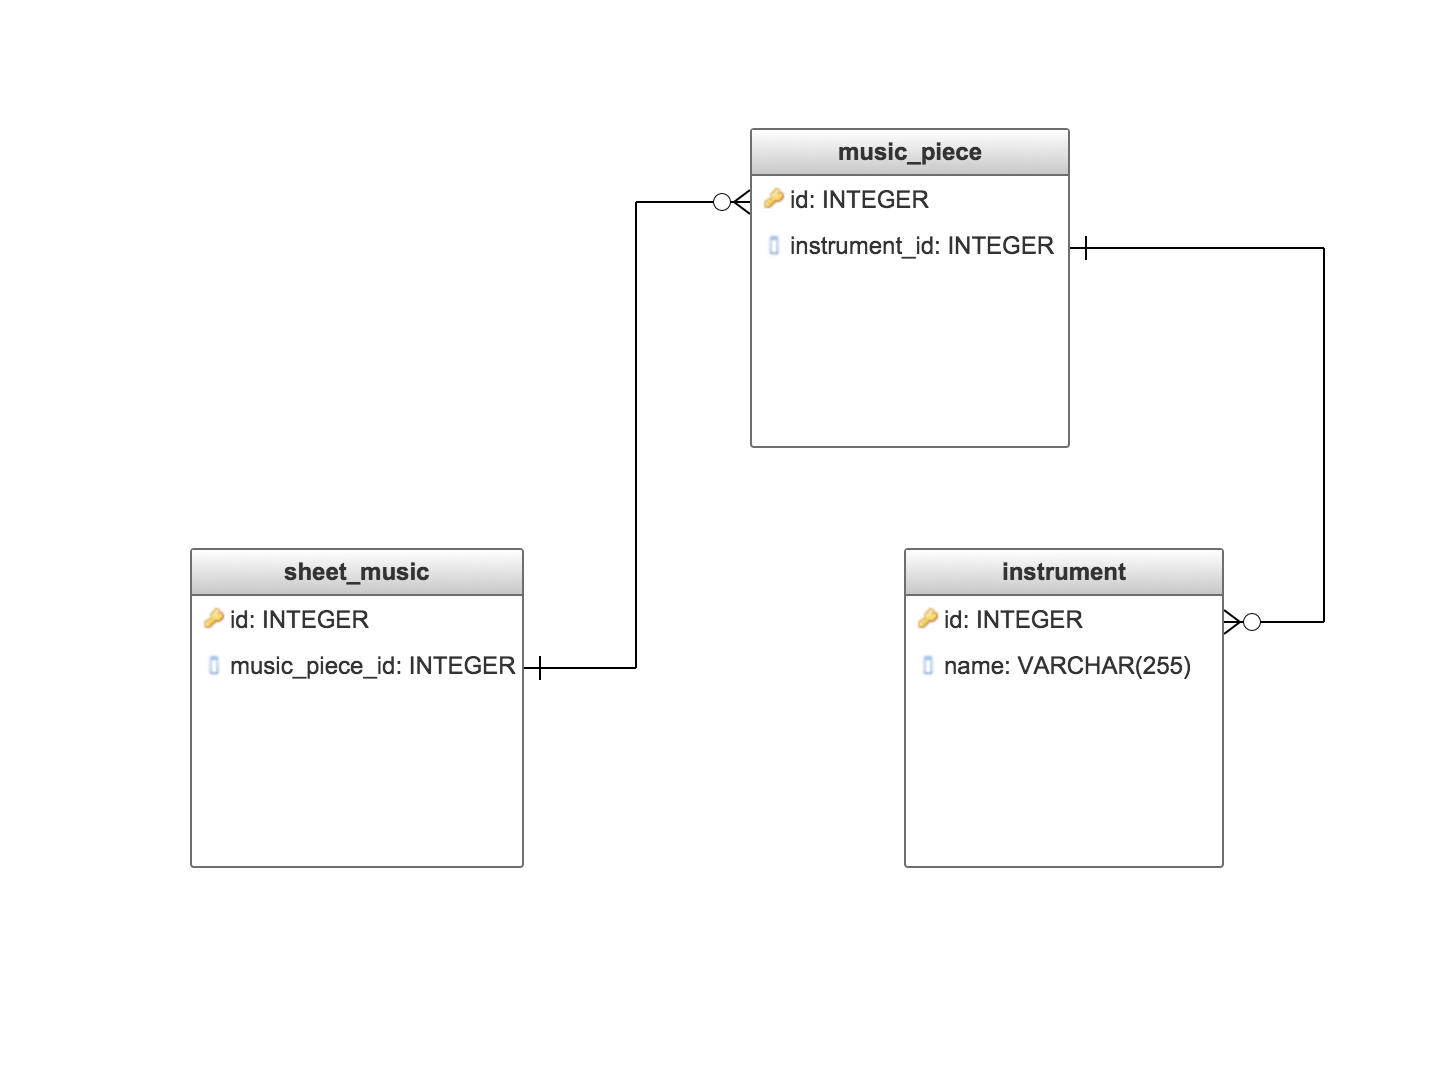 music_piece
id: INTEGER
instrument_id: INTEGER
sheet_music
id: INTEGER
music_piece_id: INTEGER
instrument
id: INTEGER
name: VARCHAR(255)